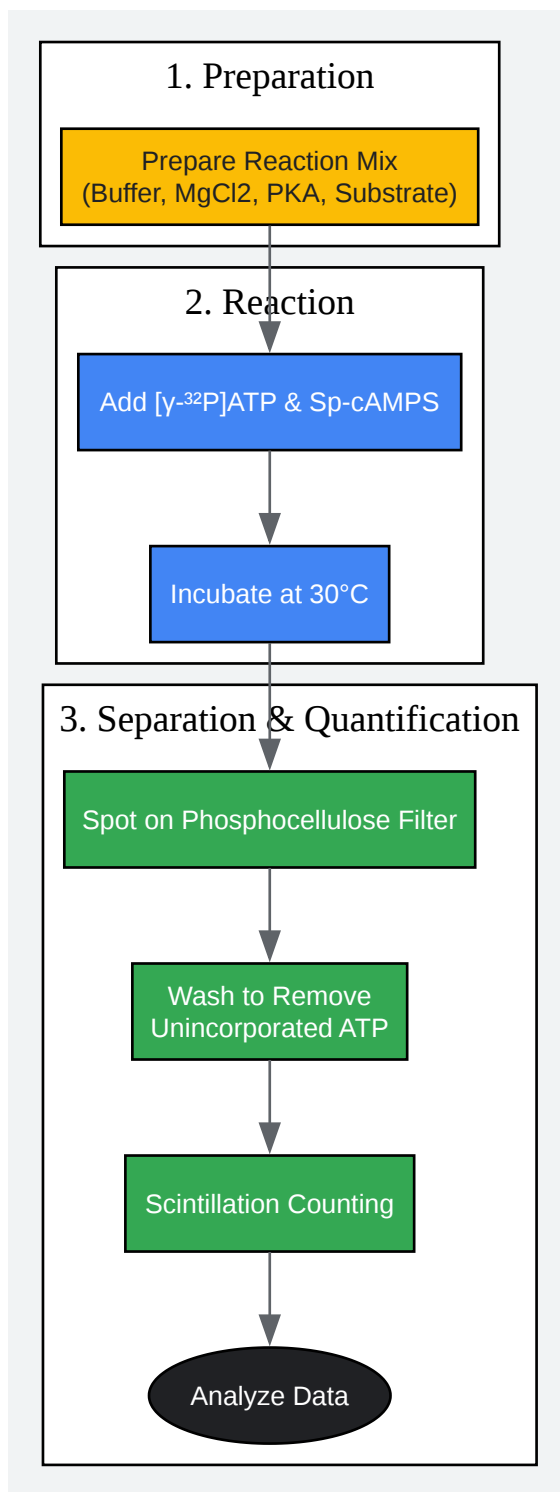 1. Preparation
Prepare Reaction Mix
(Buffer, MgCl2, PKA, Substrate)
2. Reaction
Add [γ-³²P]ATP & Sp-cAMPS
Incubate at 30°C
3. Separation & Quantification
Spot on Phosphocellulose Filter
Wash to Remove
Unincorporated ATP
Scintillation Counting
Analyze Data